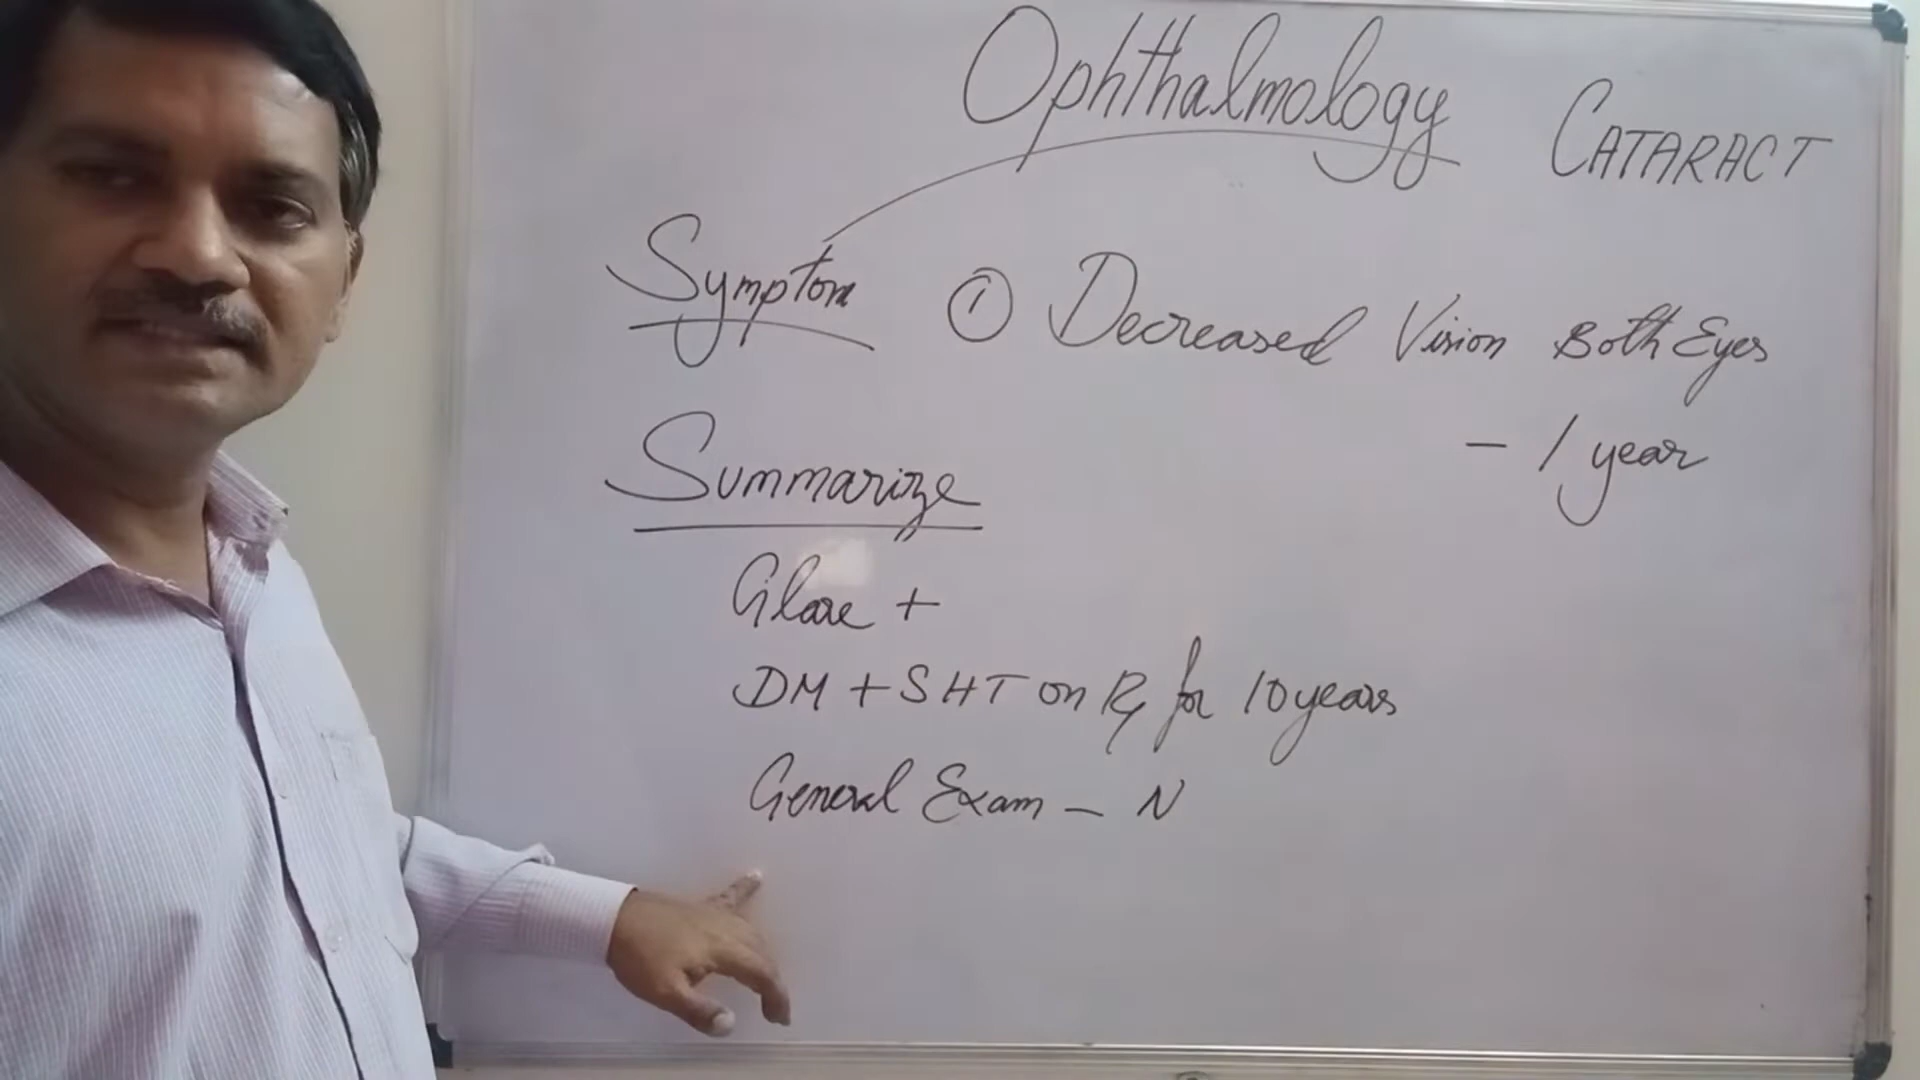 Ophthalmology CATARACT
Symptom ① Decreased Vision Both Eyes
- 1 year
Summarize
Glare +
DM + SHT on Rx for 10 years
General Exam - N